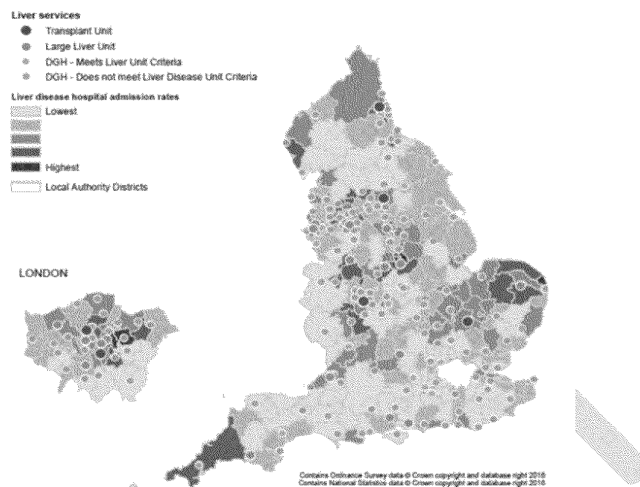 Liver services
Transplant Unit
Large Liver Unit
DGH - Meets Liver Unit Criteria
DGH - Does not meet Liver Disease Unit Criteria
Liver disease hospital admission rates
Lowest
Highest
Local Authority Districts
LONDON
Contains Ordnance Survey data © Crown copyright and database right 2016
Contains National Statistics data © Crown copyright and database right 2016